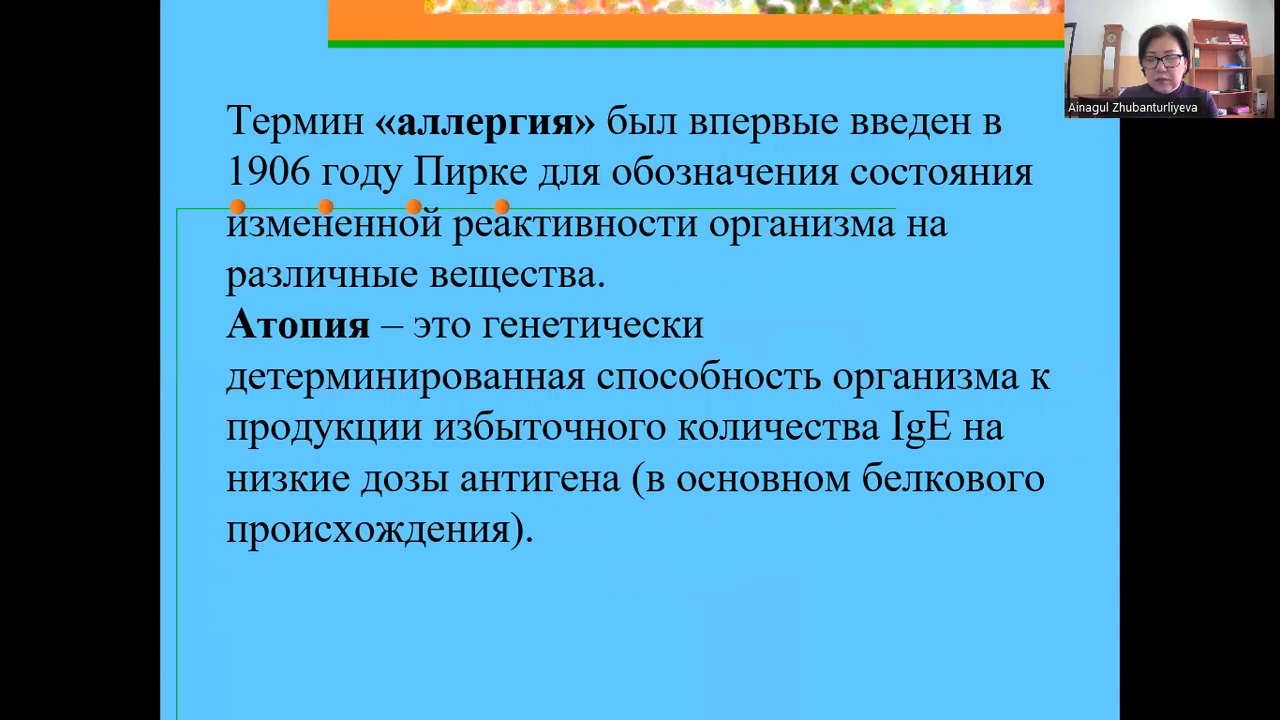 Термин «аллергия» был впервые введен в
1906 году Пирке для обозначения состояния
измененной реактивности организма на
различные вещества.
Атопия – это генетически
детерминированная способность организма к
продукции избыточного количества IgE на
низкие дозы антигена (в основном белкового
происхождения).
Ainagul Zhubanturliyeva